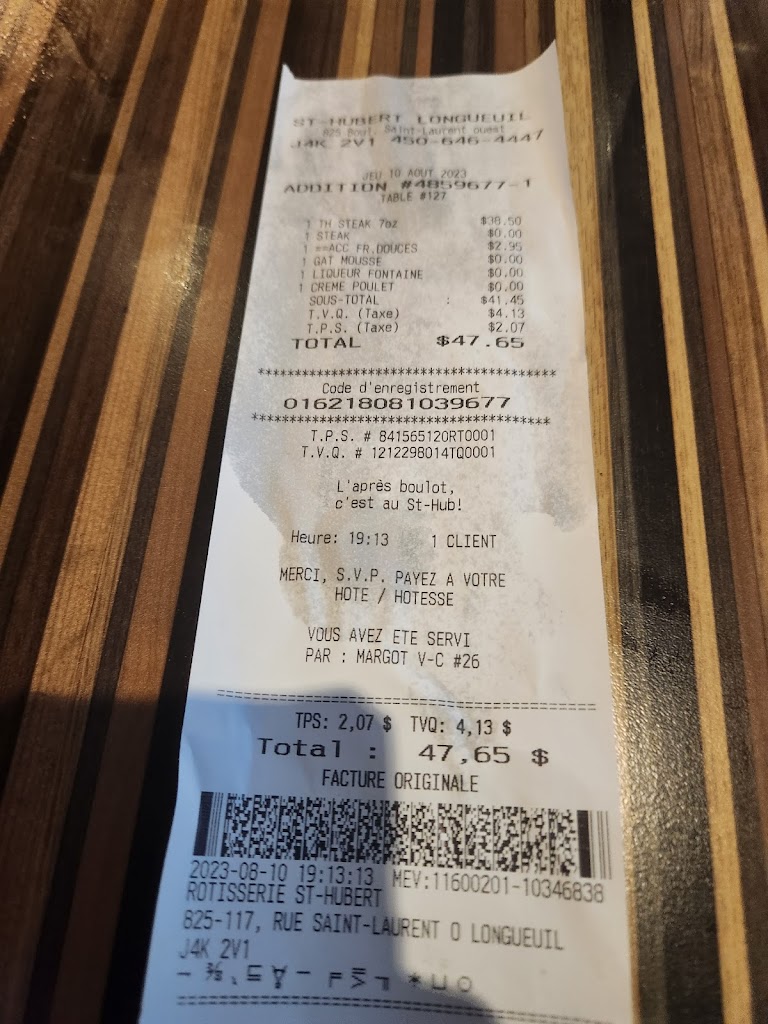 ST-HUBERT LONGUEUIL
825 Boul. Saint-Laurent ouest
J4K 2V1 450-646-4447
JEU 10 AOUT 2023
ADDITION #4859677-1
TABLE #127
1 TH STEAK 7oz $38.50
1 STEAK $0.00
1 ==ACC FR.DOUCES $2.95
1 GAT MOUSSE $0.00
1 LIQUEUR FONTAINE $0.00
1 CREME POULET $0.00
SOUS-TOTAL : $41.45
T.V.Q. (Taxe) $4.13
T.P.S. (Taxe) $2.07
TOTAL $47.65
****************************************
Code d'enregistrement
016218081039677
****************************************
T.P.S. # 841565120RT0001
T.V.Q. # 1212298014TQ0001
L'après boulot,
c'est au St-Hub!
Heure: 19:13 1 CLIENT
MERCI, S.V.P. PAYEZ A VOTRE
HOTE / HOTESSE
VOUS AVEZ ETE SERVI
PAR : MARGOT V-C #26
============================================
TPS: 2,07 $ TVQ: 4,13 $
Total : 47,65 $
FACTURE ORIGINALE
2023-08-10 19:13:13 MEV:11600201-10346838
ROTISSERIE ST-HUBERT
825-117, RUE SAINT-LAURENT O LONGUEUIL
J4K 2V1
============================================